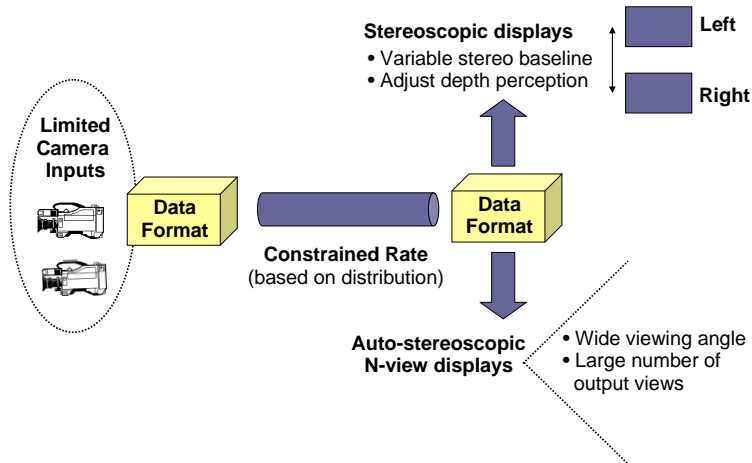 Stereoscopic displays
• Variable stereo baseline
• Adjust depth perception
Left
Right
Limited
Camera
Inputs
Data
Format
Constrained Rate
(based on distribution)
Data
Format
Auto-stereoscopic
N-view displays
• Wide viewing angle
• Large number of
output views